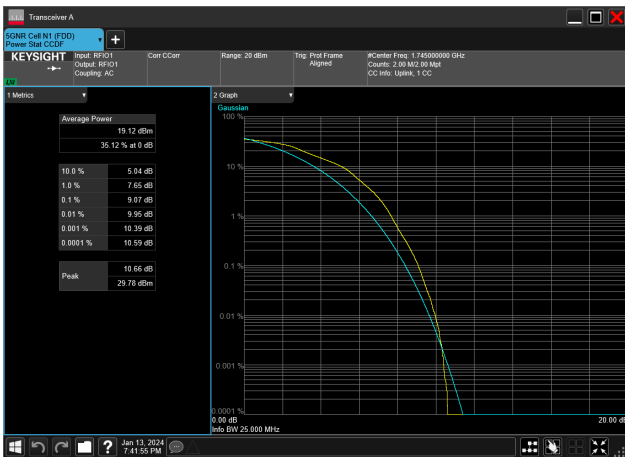 Transceiver A
5GNR Cell N1 (FDD)
Power Stat CCDF
KEYSIGHT
Input: RFIO1
Output: RFIO1
Coupling: AC
Corr CCorr
Range: 20 dBm
Trig: Prot Frame
Aligned
#Center Freq: 1.745000000 GHz
Counts: 2.00 M/2.00 Mpt
CC Info: Uplink, 1 CC
1 Metrics
Average Power
19.12 dBm
35.12 % at 0 dB
10.0 % 5.04 dB
1.0 % 7.65 dB
0.1 % 9.07 dB
0.01 % 9.95 dB
0.001 % 10.39 dB
0.0001 % 10.59 dB
Peak
10.66 dB
29.78 dBm
2 Graph
Gaussian
100 %
10 %
1 %
0.1 %
0.01 %
0.001 %
0.0001 %
0.00 dB
20.00 dB
Info BW 25.000 MHz
Jan 13, 2024
7:41:55 PM